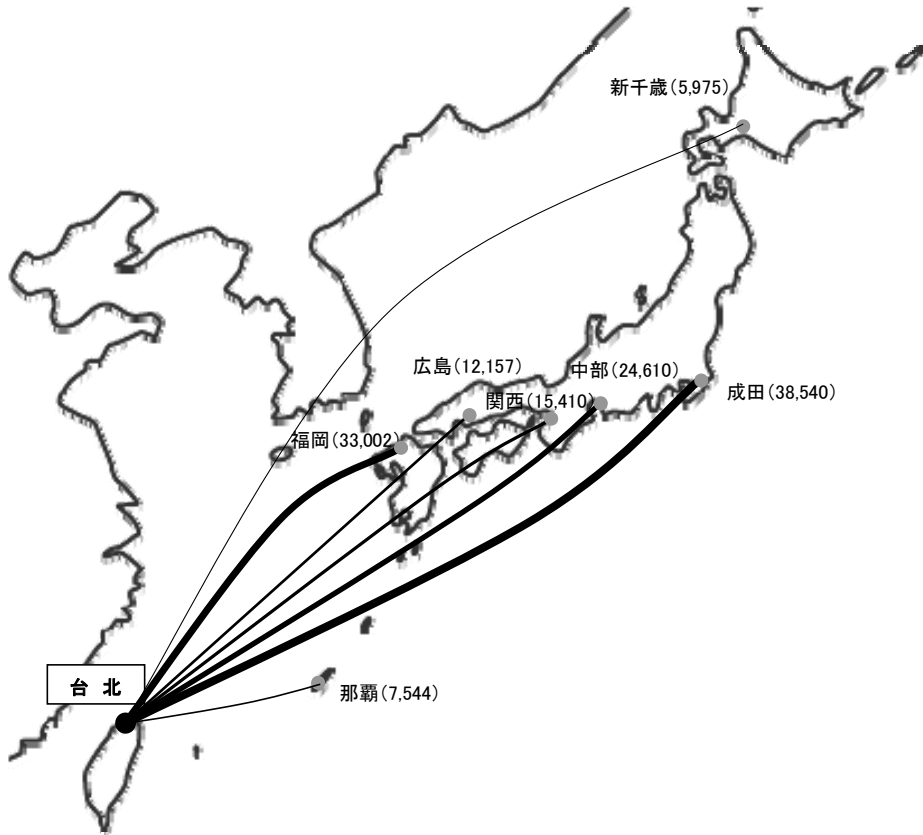 新千歳(5,975)
広島(12,157)
中部(24,610)
関西(15,410)
成田(38,540)
福岡(33,002)
台 北
那覇(7,544)